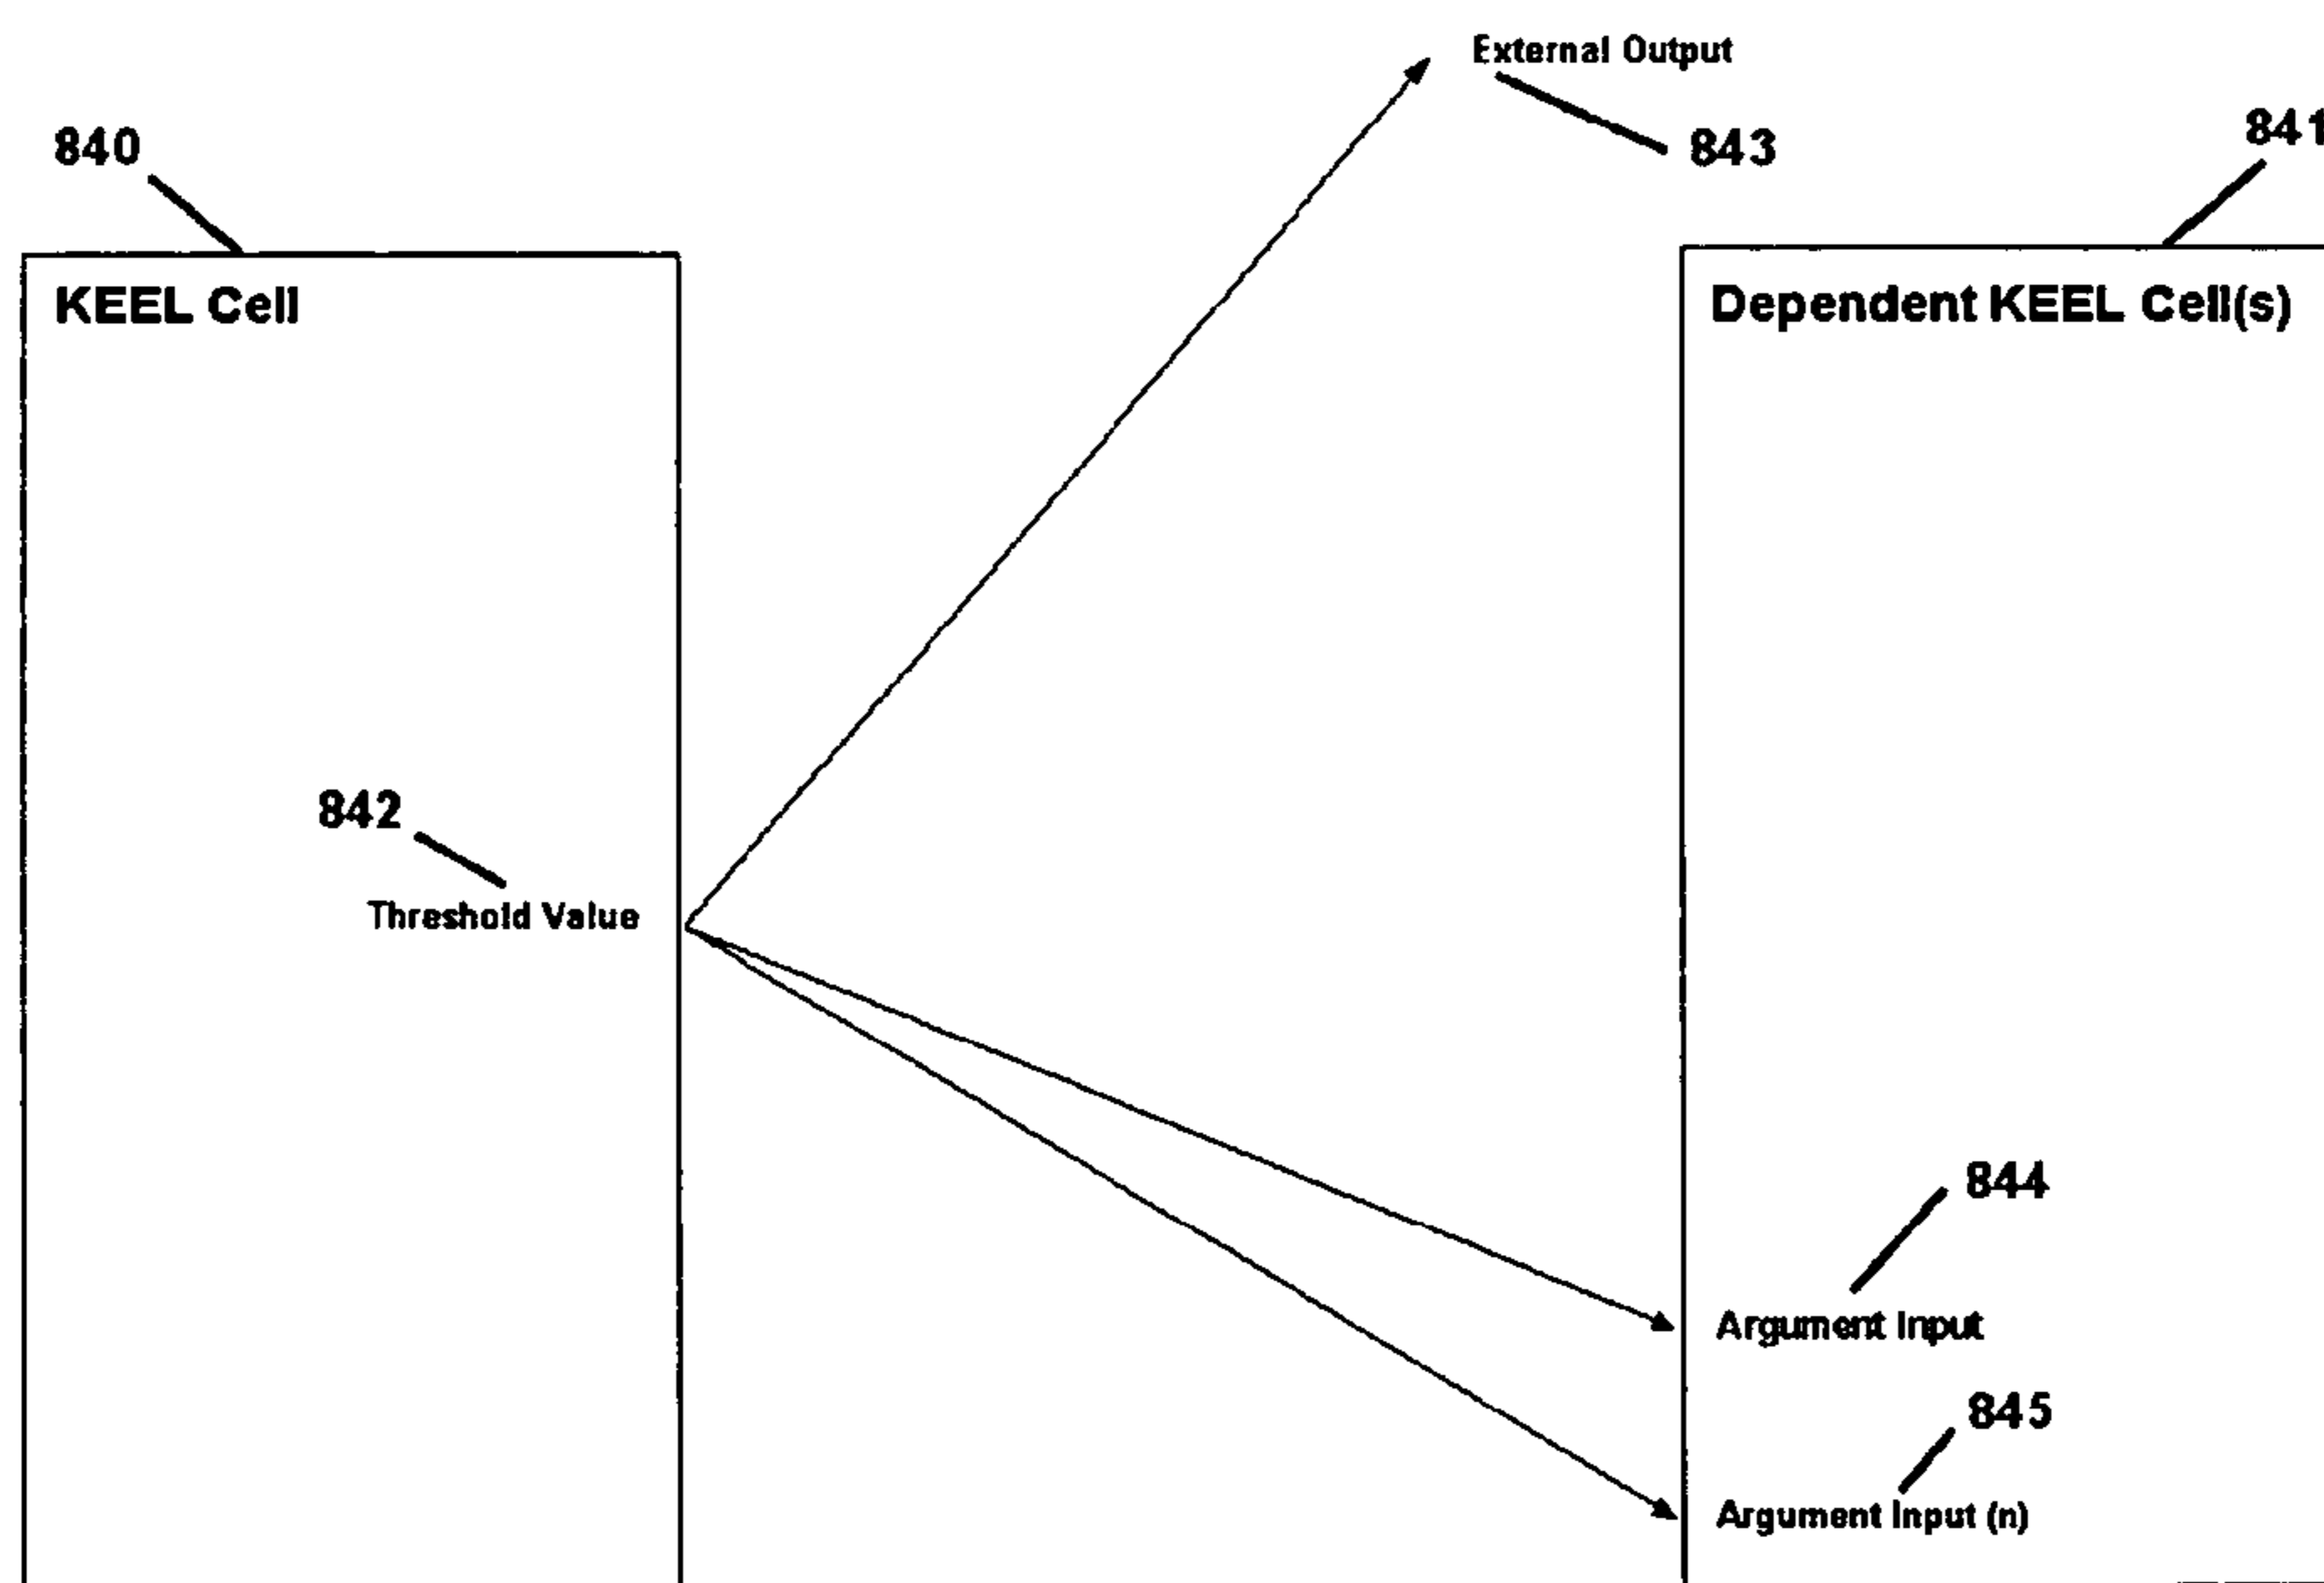 External Output
843
840
841
KEEL Cell
Dependent KEEL Cell(s)
842
Threshold Value
844
Argument Input
845
Argument Input (n)